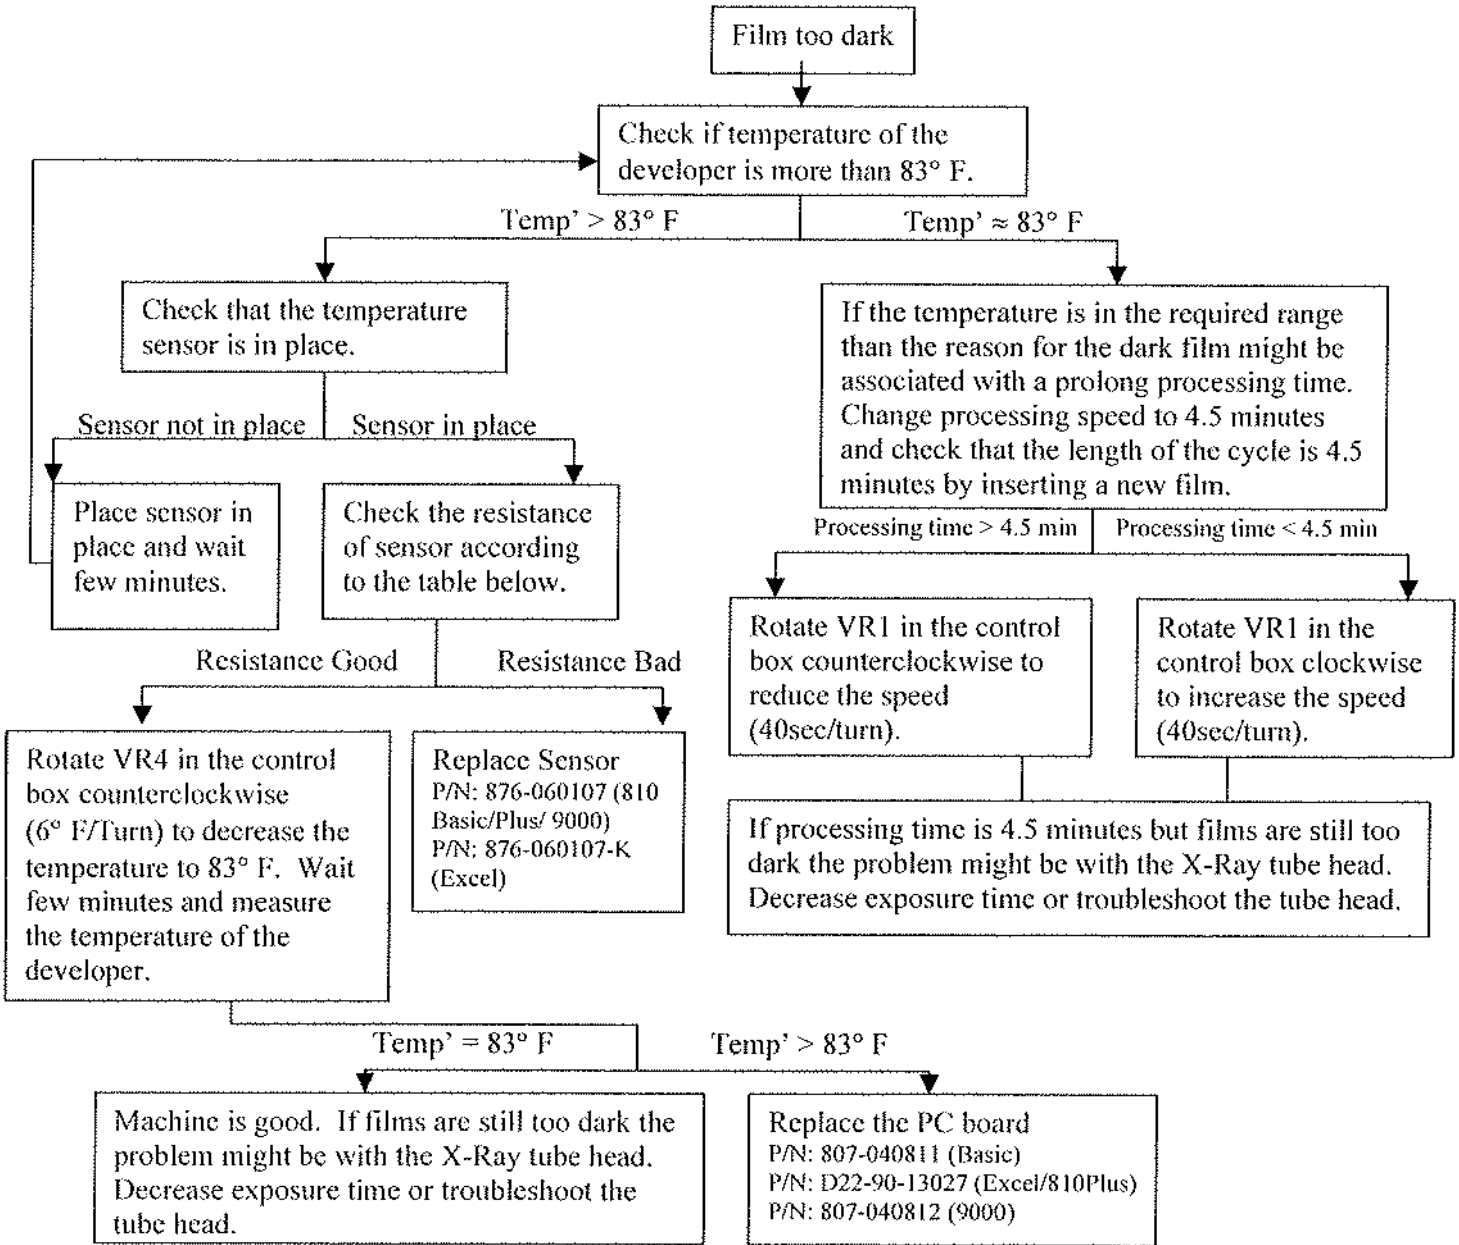 Film too dark
Check if temperature of the
developer is more than 83° F.
Temp' > 83° F
Temp' ≈ 83° F
Check that the temperature
sensor is in place.
If the temperature is in the required range
than the reason for the dark film might be
associated with a prolong processing time.
Change processing speed to 4.5 minutes
and check that the length of the cycle is 4.5
minutes by inserting a new film.
Sensor not in place
Sensor in place
Place sensor in
place and wait
few minutes.
Check the resistance
of sensor according
to the table below.
Processing time > 4.5 min
Processing time < 4.5 min
Rotate VR1 in the control
box counterclockwise to
reduce the speed
(40sec/turn).
Rotate VR1 in the
control box clockwise
to increase the speed
(40sec/turn).
Resistance Good
Resistance Bad
Rotate VR4 in the control
box counterclockwise
(6° F/Turn) to decrease the
temperature to 83° F. Wait
few minutes and measure
the temperature of the
developer.
Replace Sensor
P/N: 876-060107 (810
Basic/Plus/ 9000)
P/N: 876-060107-K
(Excel)
If processing time is 4.5 minutes but films are still too
dark the problem might be with the X-Ray tube head.
Decrease exposure time or troubleshoot the tube head.
Temp' = 83° F
Temp' > 83° F
Machine is good. If films are still too dark the
problem might be with the X-Ray tube head.
Decrease exposure time or troubleshoot the
tube head.
Replace the PC board
P/N: 807-040811 (Basic)
P/N: D22-90-13027 (Excel/810Plus)
P/N: 807-040812 (9000)